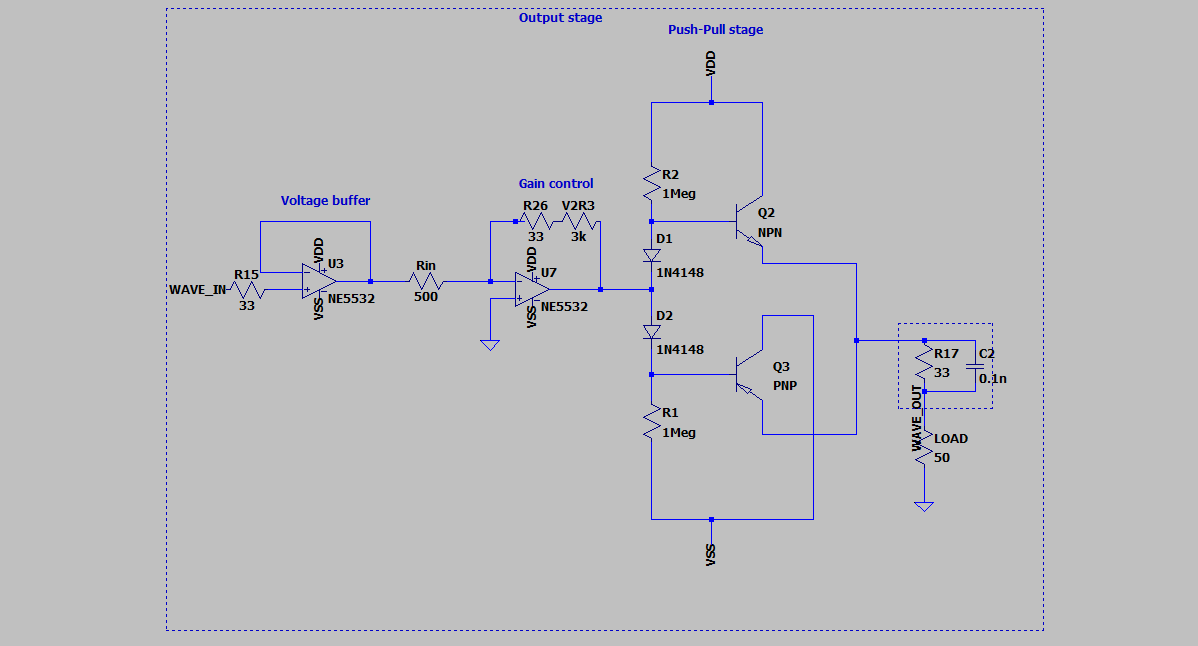 Output stage
Push-Pull stage
VDD
R2
1Meg
Gain control
Voltage buffer
R26
V2R3
33
3k
Q2
NPN
D1
1N4148
VDD
U3
NE5532
VSS
R15
33
WAVE_IN
Rin
500
VDD
U7
NE5532
VSS
D2
1N4148
Q3
PNP
R1
1Meg
VSS
R17
33
C2
0.1n
WAVE_OUT
LOAD
50